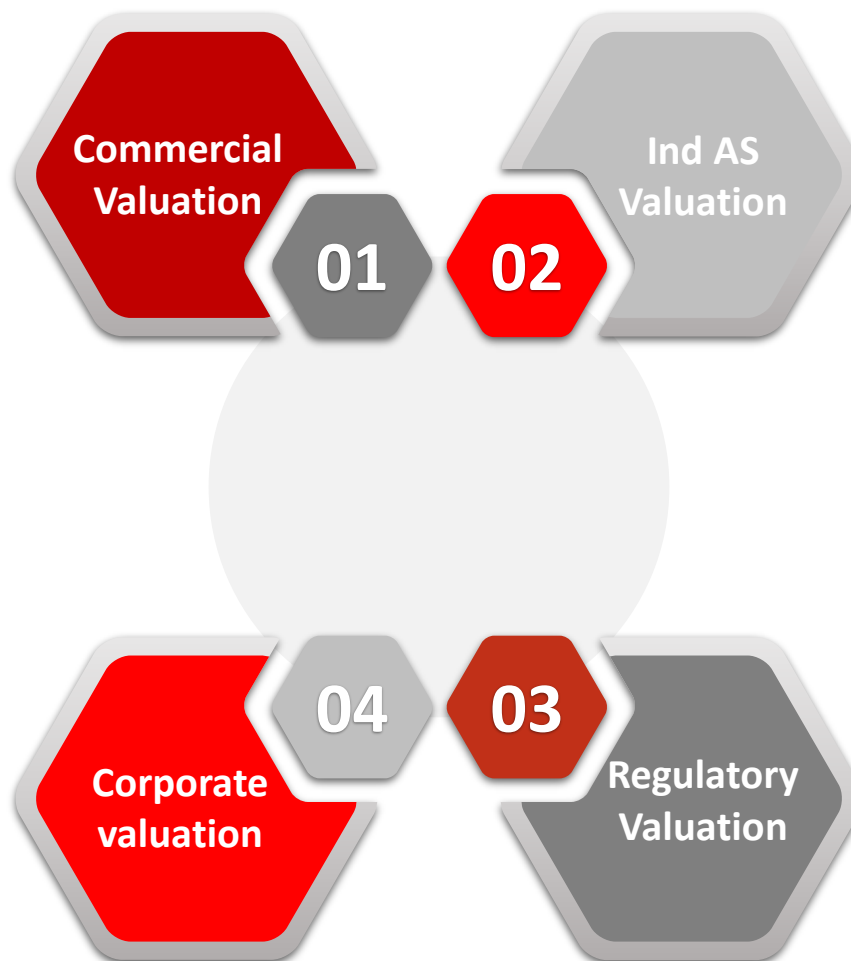 Commercial
Valuation
01
02
Ind AS
Valuation
Corporate
valuation
04
03
Regulatory
Valuation